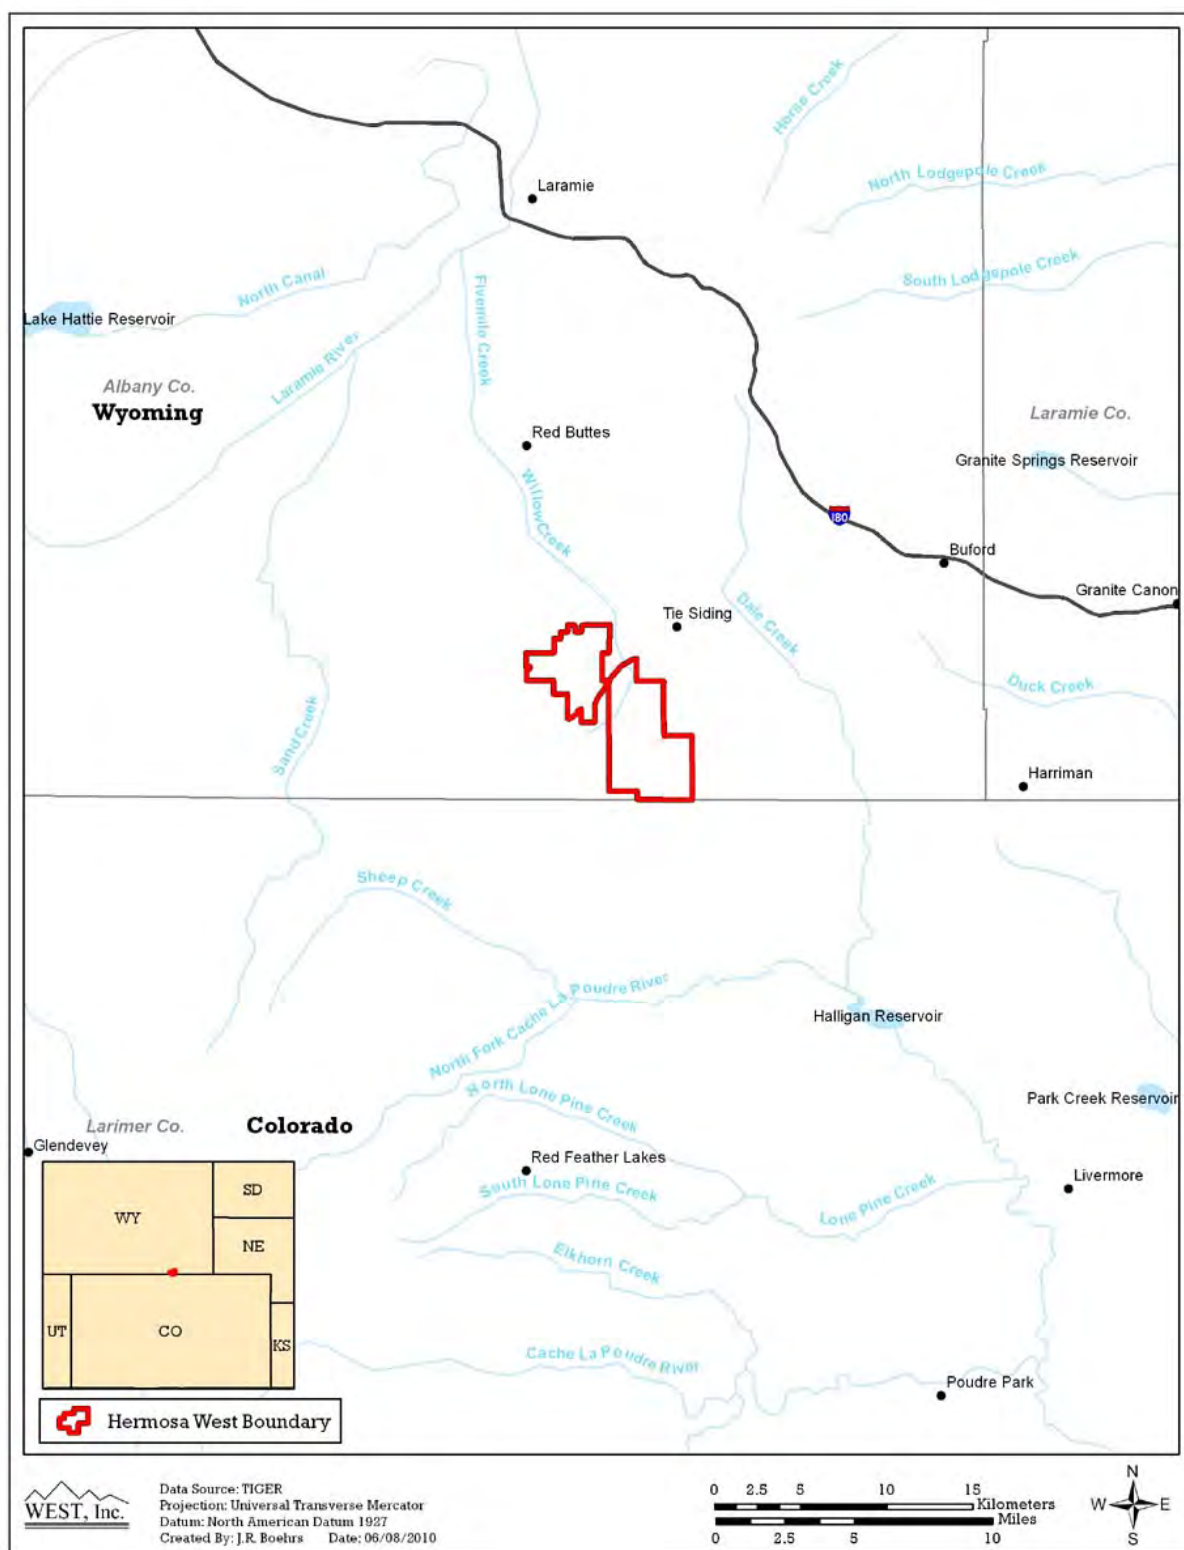 Horse Creek
North Lodgepole Creek
Laramie
South Lodgepole Creek
North Canal
Fivemile Creek
Lake Hattie Reservoir
Laramie River
Albany Co.
Wyoming
Laramie Co.
Red Buttes
Granite Springs Reservoir
Willow Creek
180
Buford
Granite Canon
Tie Siding
Dale Creek
Duck Creek
Sand Creek
Harriman
Sheep Creek
North Fork Cache La Poudre River
Halligan Reservoir
North Lone Pine Creek
Park Creek Reservoir
Larimer Co.
Colorado
Glendevey
Red Feather Lakes
South Lone Pine Creek
Lone Pine Creek
Livermore
Elkhorn Creek
Cache La Poudre River
Poudre Park
WY
SD
NE
UT
CO
KS
Hermosa West Boundary
WEST, Inc.
Data Source: TIGER
Projection: Universal Transverse Mercator
Datum: North American Datum 1927
Created By: J.R. Boehrs Date: 06/08/2010
0 2.5 5 10 15
Kilometers
Miles
0 2.5 5 10
N
W E
S